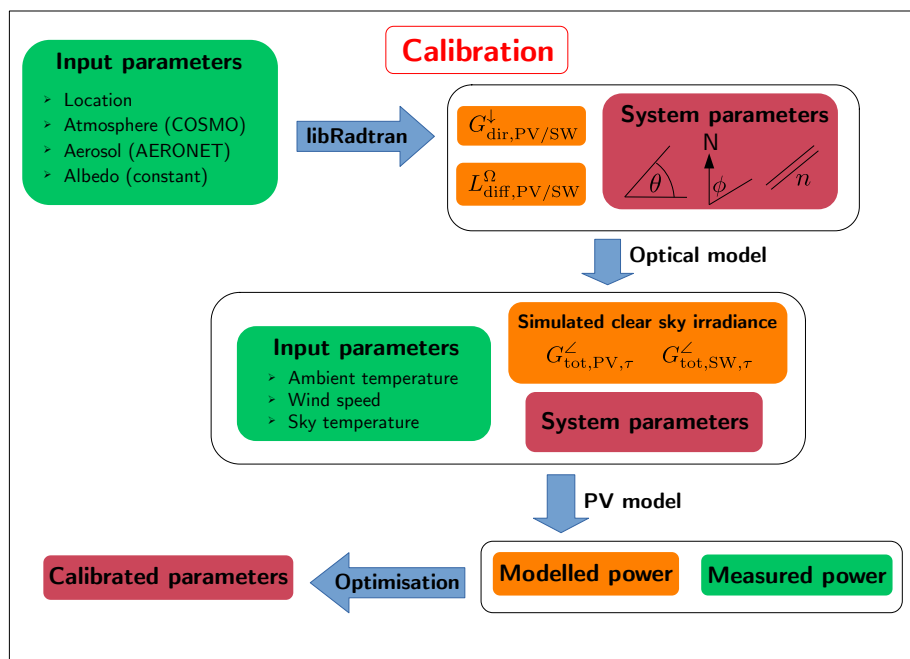 Calibration
Input parameters
➢ Location
➢ Atmosphere (COSMO)
➢ Aerosol (AERONET)
➢ Albedo (constant)
libRadtran
G↓dir,PV/SW
LΩdiff,PV/SW
System parameters
N
θ
ϕ
n
Optical model
Input parameters
➢ Ambient temperature
➢ Wind speed
➢ Sky temperature
Simulated clear sky irradiance
G∠tot,PV,τ G∠tot,SW,τ
System parameters
PV model
Modelled power
Measured power
Optimisation
Calibrated parameters